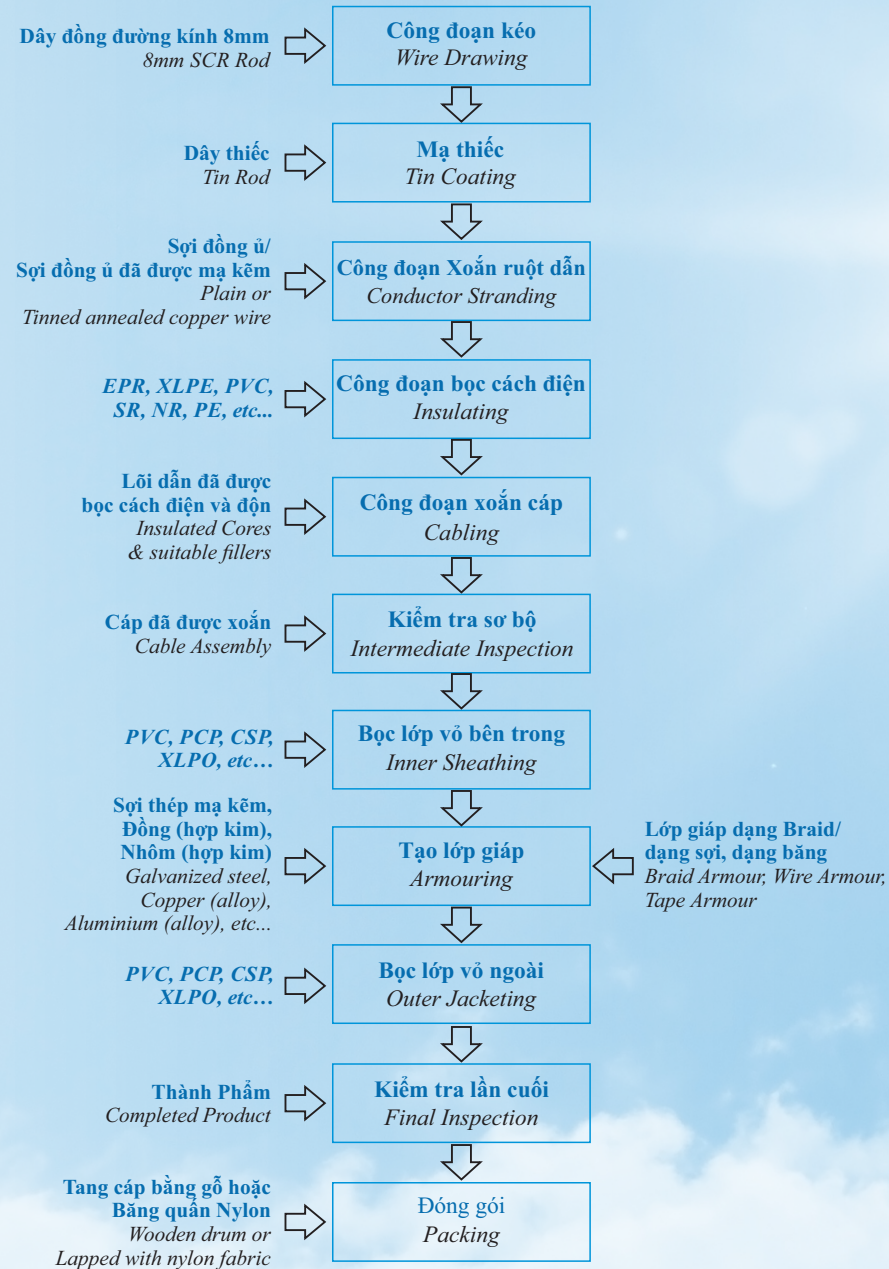 Dây đồng đường kính 8mm
8mm SCR Rod
Công đoạn kéo
Wire Drawing
Dây thiếc
Tin Rod
Mạ thiếc
Tin Coating
Sợi đồng ủ/
Sợi đồng ủ đã được mạ kẽm
Plain or
Tinned annealed copper wire
Công đoạn Xoắn ruột dẫn
Conductor Stranding
EPR, XLPE, PVC,
SR, NR, PE, etc...
Công đoạn bọc cách điện
Insulating
Lõi dẫn đã được
bọc cách điện và độn
Insulated Cores
& suitable fillers
Công đoạn xoắn cáp
Cabling
Cáp đã được xoắn
Cable Assembly
Kiểm tra sơ bộ
Intermediate Inspection
PVC, PCP, CSP,
XLPO, etc…
Bọc lớp vỏ bên trong
Inner Sheathing
Sợi thép mạ kẽm,
Đồng (hợp kim),
Nhôm (hợp kim)
Galvanized steel,
Copper (alloy),
Aluminium (alloy), etc...
Tạo lớp giáp
Armouring
Lớp giáp dạng Braid/
dạng sợi, dạng băng
Braid Armour, Wire Armour,
Tape Armour
PVC, PCP, CSP,
XLPO, etc…
Bọc lớp vỏ ngoài
Outer Jacketing
Thành Phẩm
Completed Product
Kiểm tra lần cuối
Final Inspection
Tang cáp bằng gỗ hoặc
Băng quấn Nylon
Wooden drum or
Lapped with nylon fabric
Đóng gói
Packing